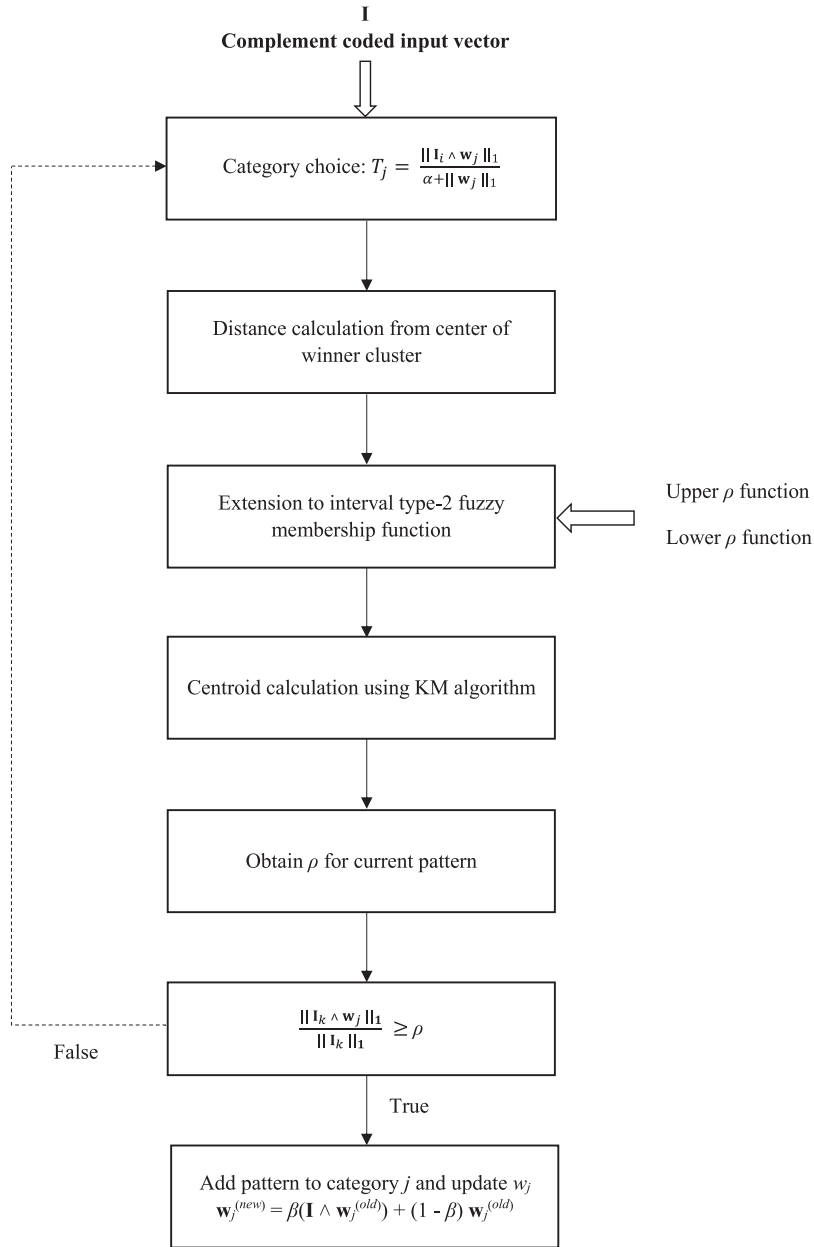 I
Complement coded input vector
Category choice: T_j = || I_i ∧ w_j ||_1 / α+|| w_j ||_1
Distance calculation from center of
winner cluster
Extension to interval type-2 fuzzy
membership function
Upper ρ function
Lower ρ function
Centroid calculation using KM algorithm
Obtain ρ for current pattern
|| I_k ∧ w_j ||_1 / || I_k ||_1 ≥ ρ
False
True
Add pattern to category j and update w_j
w_j^(new) = β(I ∧ w_j^(old)) + (1 - β) w_j^(old)